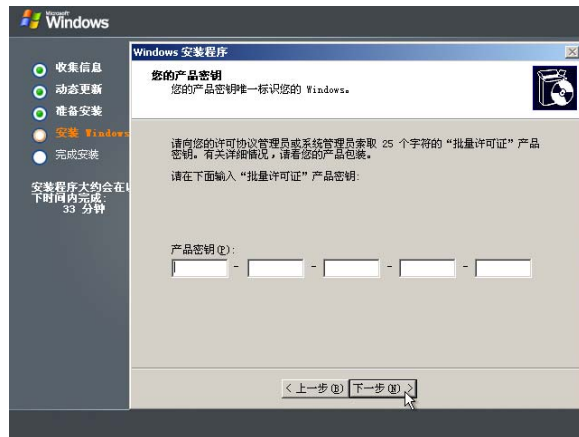 Microsoft
Windows
Windows 安装程序
收集信息
动态更新
准备安装
安装 Windows
完成安装
安装程序大约会在以
下时间内完成:
33 分钟
您的产品密钥
您的产品密钥唯一标识您的 Windows。
请向您的许可协议管理员或系统管理员索取 25 个字符的“批量许可证”产品
密钥。有关详细情况，请看您的产品包装。
请在下面输入“批量许可证”产品密钥:
产品密钥(P):
- - - -
< 上一步(B)
下一步(N) >